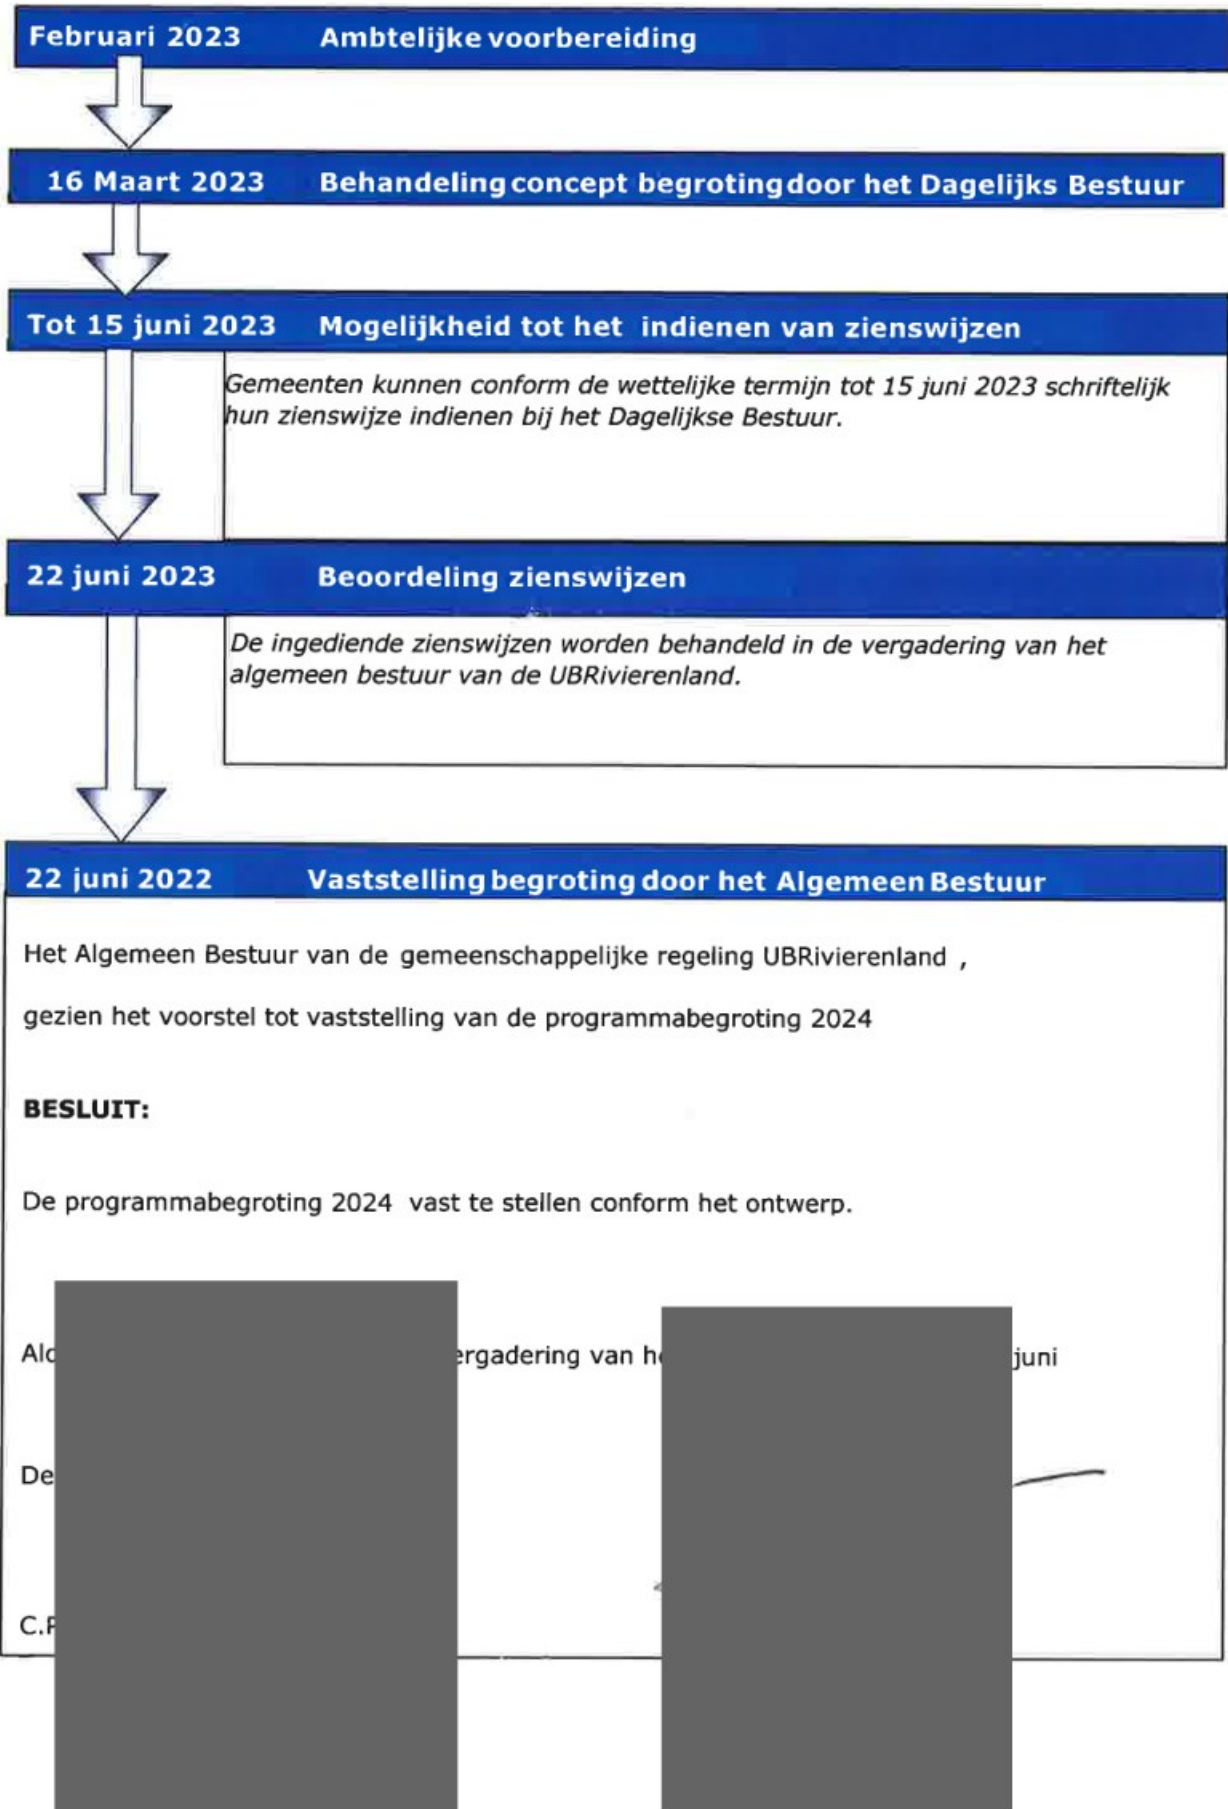 Februari 2023 Ambtelijke voorbereiding
16 Maart 2023 Behandeling concept begroting door het Dagelijks Bestuur
Tot 15 juni 2023 Mogelijkheid tot het indienen van zienswijzen
Gemeenten kunnen conform de wettelijke termijn tot 15 juni 2023 schriftelijk
hun zienswijze indienen bij het Dagelijkse Bestuur.
22 juni 2023 Beoordeling zienswijzen
De ingediende zienswijzen worden behandeld in de vergadering van het
algemeen bestuur van de UBRivierenland.
22 juni 2022 Vaststelling begroting door het Algemeen Bestuur
Het Algemeen Bestuur van de gemeenschappelijke regeling UBRivierenland ,
gezien het voorstel tot vaststelling van de programmabegroting 2024
BESLUIT:
De programmabegroting 2024 vast te stellen conform het ontwerp.
ergadering van juni
De